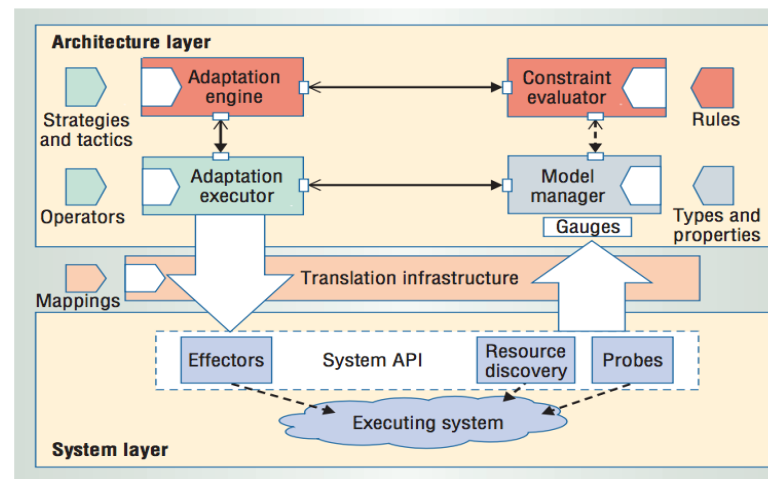 Architecture layer
Adaptation
engine
Constraint
evaluator
Strategies
and tactics
Rules
Adaptation
executor
Model
manager
Operators
Gauges
Types and
properties
Translation infrastructure
Mappings
Effectors
System API
Resource
discovery
Probes
Executing system
System layer